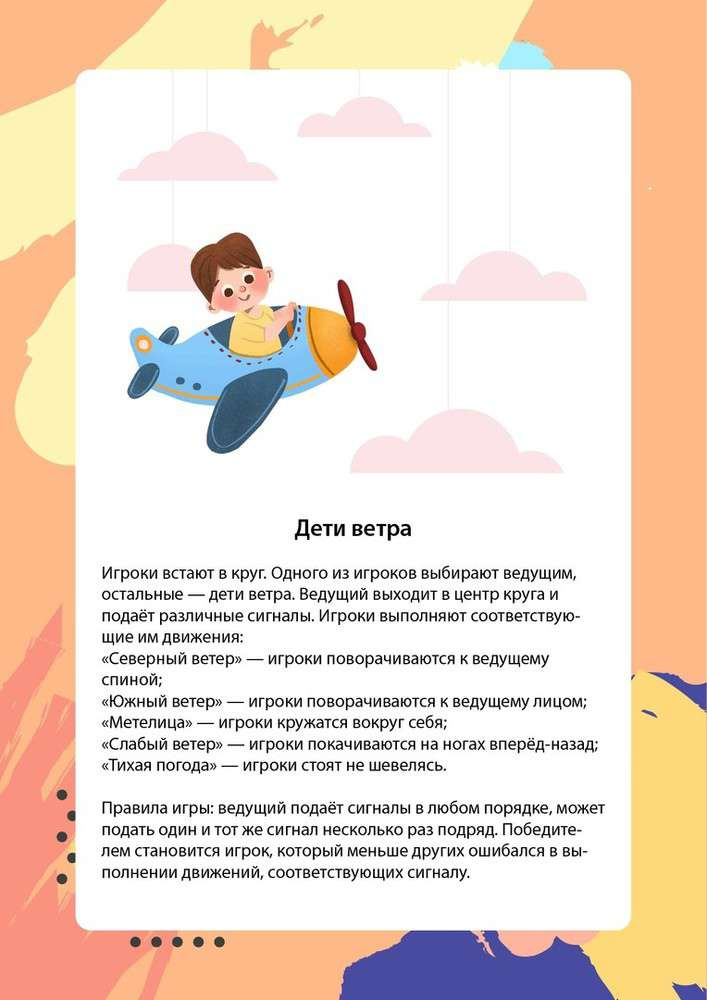 Дети ветра
Игроки встают в круг. Одного из игроков выбирают ведущим,
остальные — дети ветра. Ведущий выходит в центр круга и
подаёт различные сигналы. Игроки выполняют соответствую-
щие им движения:
«Северный ветер» — игроки поворачиваются к ведущему
спиной;
«Южный ветер» — игроки поворачиваются к ведущему лицом;
«Метелица» — игроки кружатся вокруг себя;
«Слабый ветер» — игроки покачиваются на ногах вперёд-назад;
«Тихая погода» — игроки стоят не шевелясь.
Правила игры: ведущий подаёт сигналы в любом порядке, может
подать один и тот же сигнал несколько раз подряд. Победите-
лем становится игрок, который меньше других ошибался в вы-
полнении движений, соответствующих сигналу.